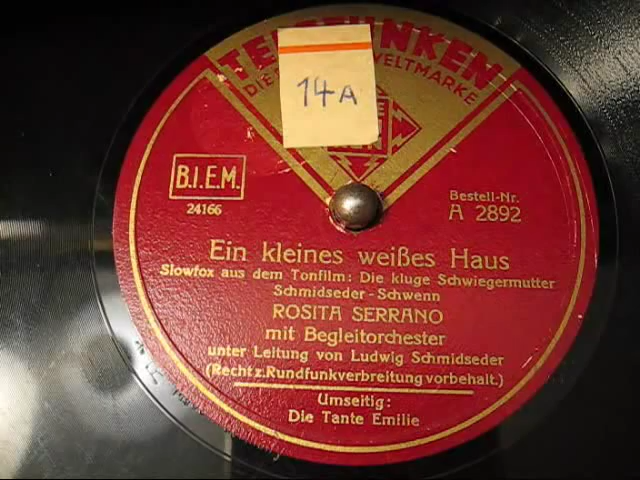 TELEFUNKEN
DIE WELTMARKE
14A
B.I.E.M.
24166
Bestell-Nr.
A 2892
Ein kleines weißes Haus
Slowfox aus dem Tonfilm: Die kluge Schwiegermutter
Schmidseder-Schwenn
ROSITA SERRANO
mit Begleitorchester
unter Leitung von Ludwig Schmidseder
(Recht z. Rundfunkverbreitung vorbehalt.)
Umseitig:
Die Tante Emilie